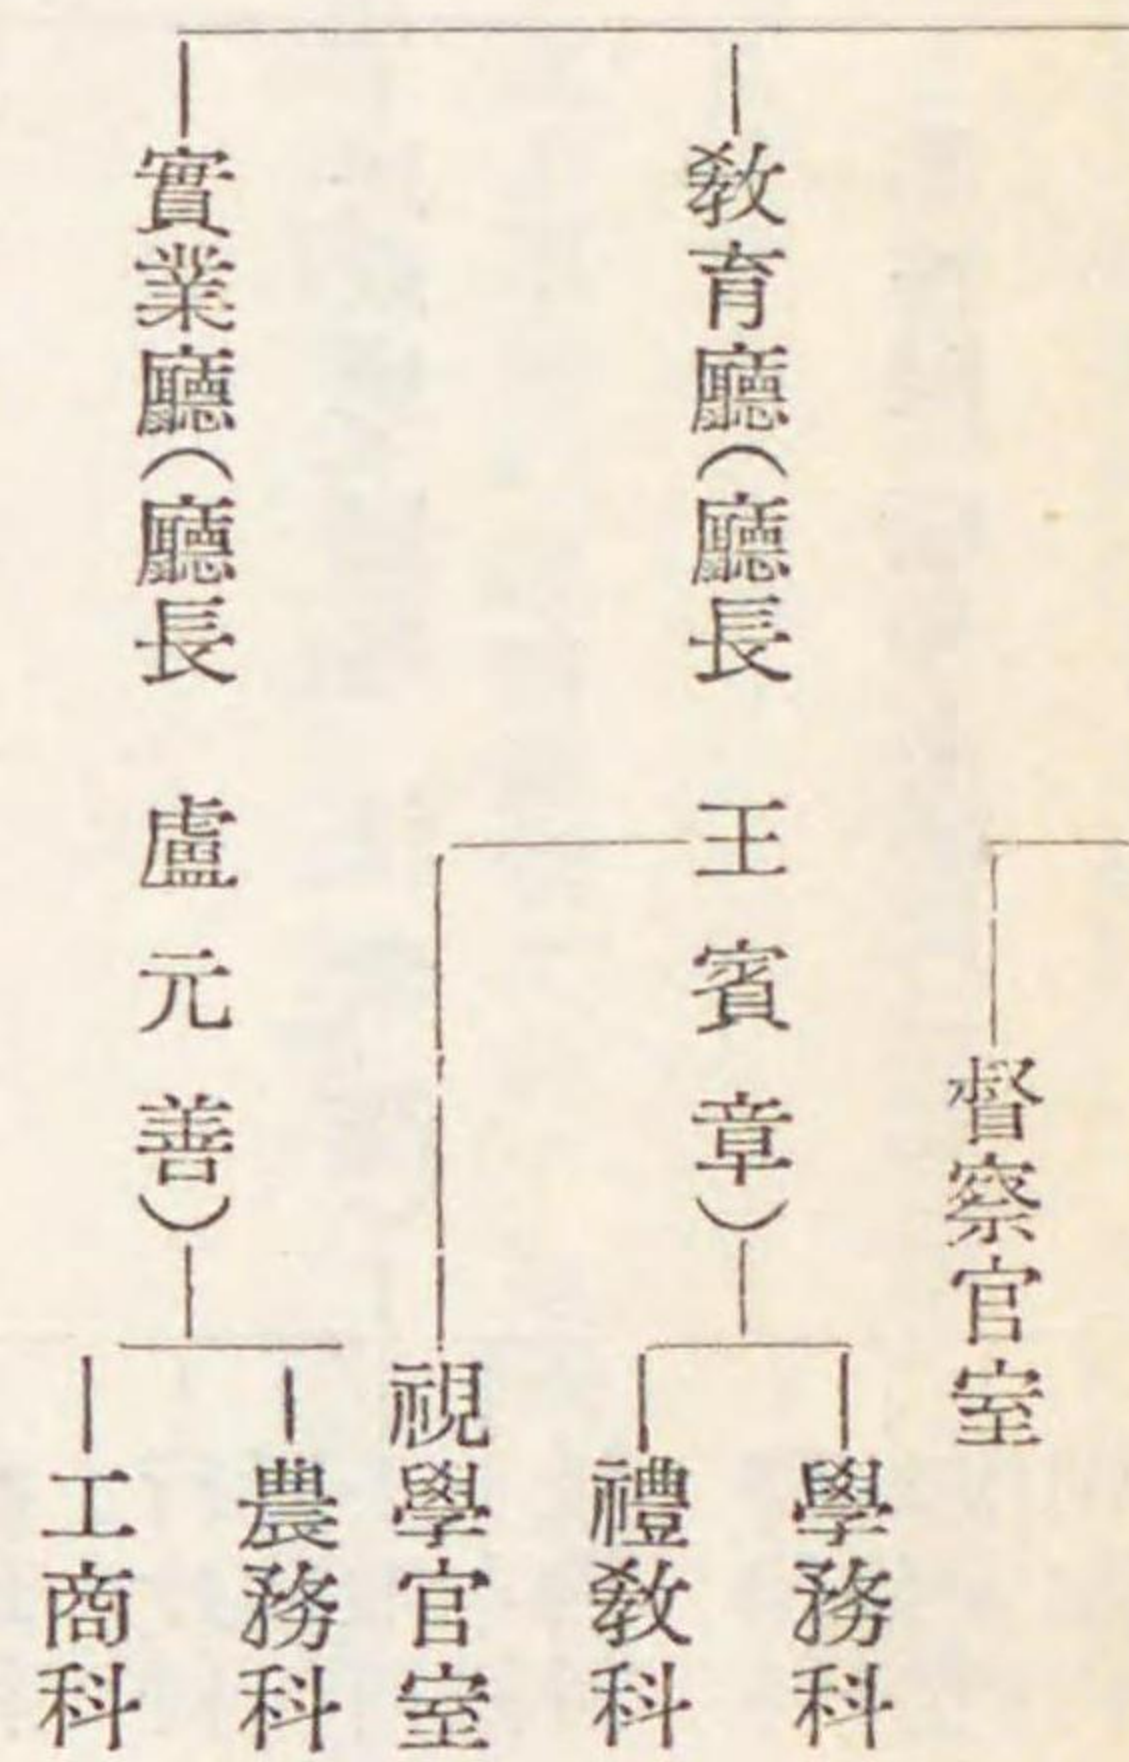 督察官室
教育廳(廳長 王賓章)
學務科
禮教科
視學官室
實業廳(廳長 盧元善)
農務科
工商科